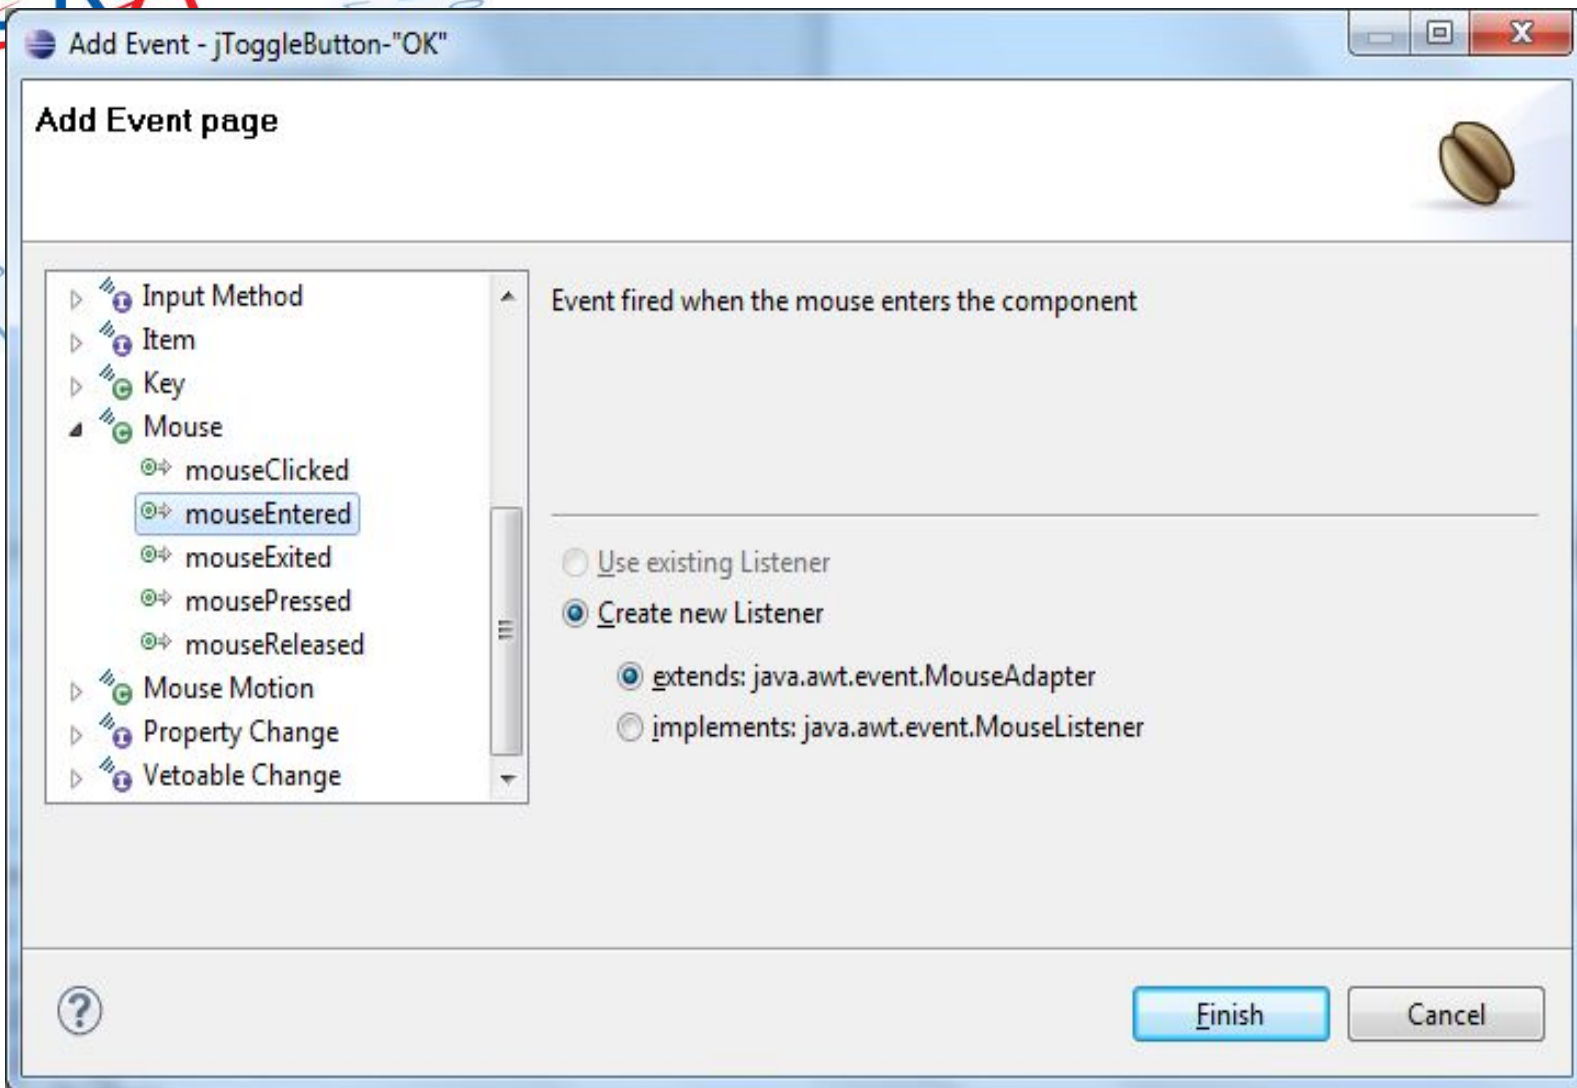 Add Event - jToggleButton-"OK"
Add Event page
Input Method
Item
Key
Mouse
mouseClicked
mouseEntered
mouseExited
mousePressed
mouseReleased
Mouse Motion
Property Change
Vetoable Change
Event fired when the mouse enters the component
Use existing Listener
Create new Listener
extends: java.awt.event.MouseAdapter
implements: java.awt.event.MouseListener
Finish
Cancel